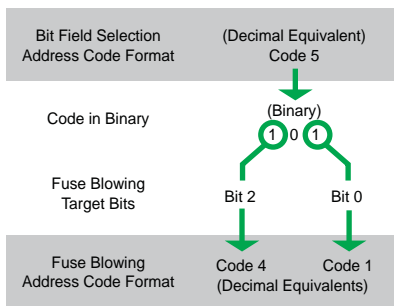 Bit Field Selection
Address Code Format
(Decimal Equivalent)
Code 5
Code in Binary
(Binary)
1 0 1
Fuse Blowing
Target Bits
Bit 2
Bit 0
Fuse Blowing
Address Code Format
Code 4
Code 1
(Decimal Equivalents)